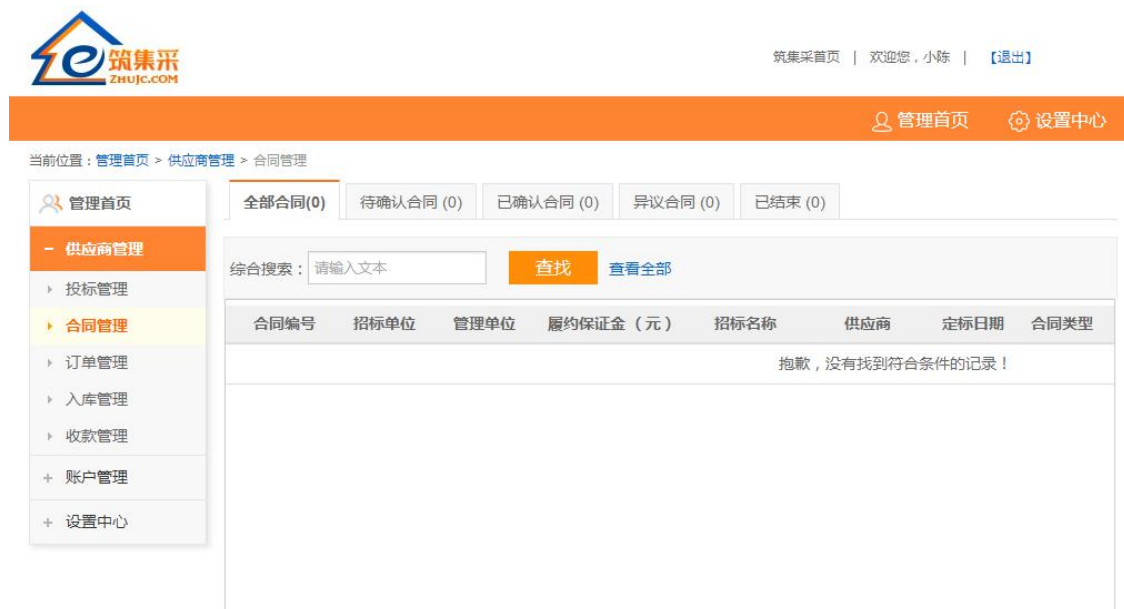 e筑集采
ZHUJC.COM
筑集采首页 | 欢迎您，小陈 | 【退出】
管理首页 设置中心
当前位置：管理首页 > 供应商管理 > 合同管理
管理首页
全部合同(0) 待确认合同 (0) 已确认合同 (0) 异议合同 (0) 已结束 (0)
供应商管理
综合搜索：请输入文本 查找 查看全部
投标管理
合同管理
合同编号 招标单位 管理单位 履约保证金（元） 招标名称 供应商 定标日期 合同类型
订单管理
抱歉，没有找到符合条件的记录！
入库管理
收款管理
账户管理
设置中心